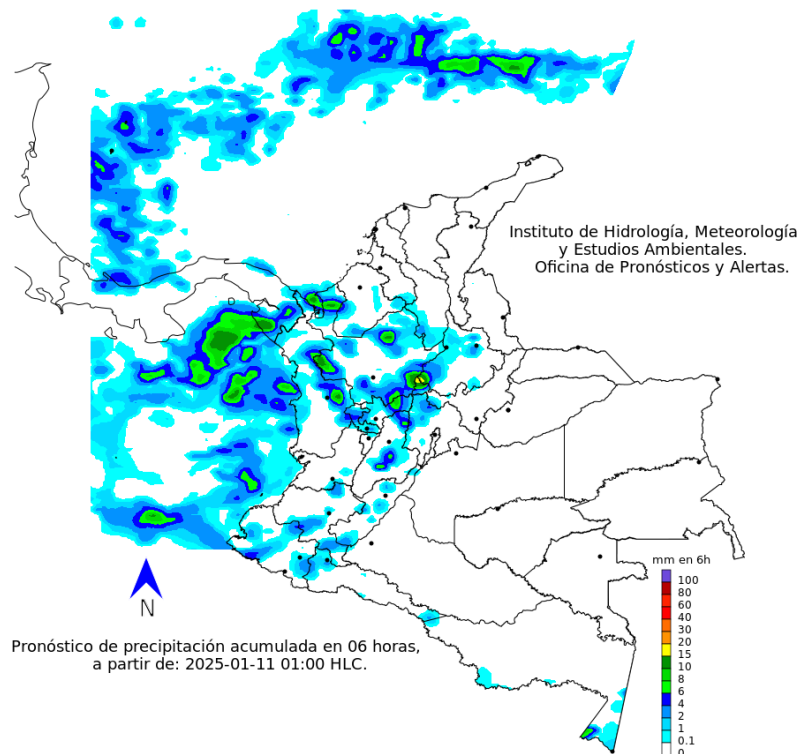 Instituto de Hidrología, Meteorología
y Estudios Ambientales.
Oficina de Pronósticos y Alertas.
mm en 6h
100
80
60
40
30
20
15
10
8
6
4
2
1
0.1
0
N
Pronóstico de precipitación acumulada en 06 horas,
a partir de: 2025-01-11 01:00 HLC.